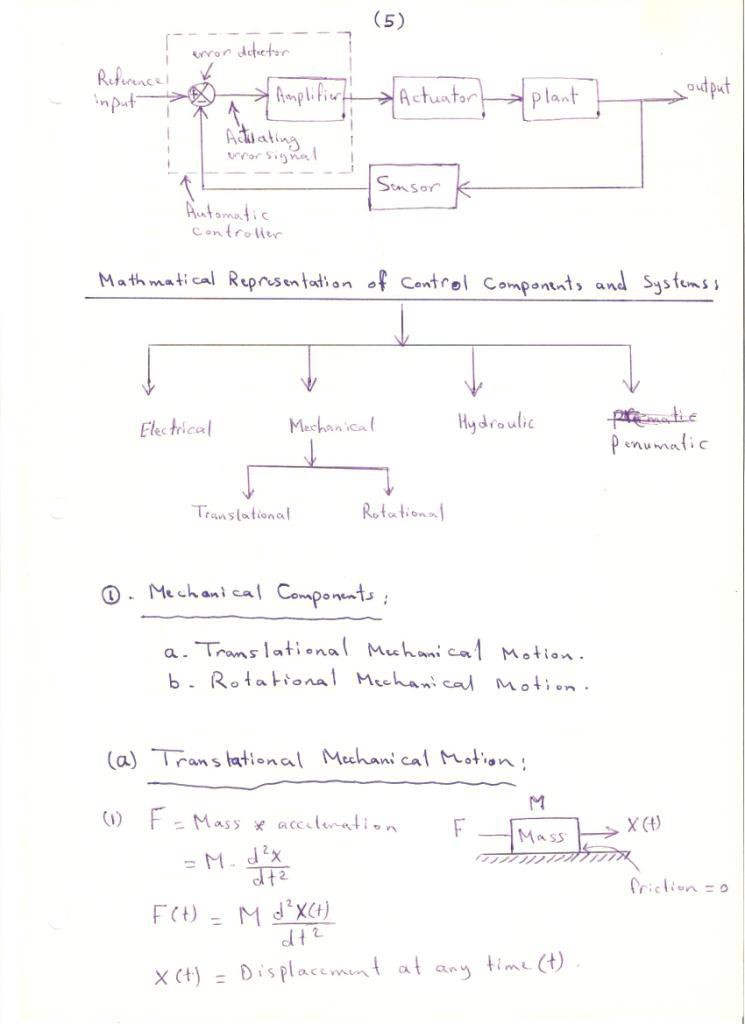 (5)
error detector
Reference
input
+
-
Amplifier
Actuator
plant
output
Actuating
error signal
Sensor
Automatic
controller
Mathmatical Representation of Control Components and Systems:
Electrical
Mechanical
Hydroulic
penumatic
Translational
Rotational
①. Mechanical Components:
a. Translational Mechanical Motion.
b. Rotational Mechanical Motion.
(a) Translational Mechanical Motion:
(1) F = Mass * acceleration
= M. d²x/dt²
F(t) = M d²X(t)/dt²
X(t) = Displacement at any time (t).
M
F
Mass
X(t)
friction = 0